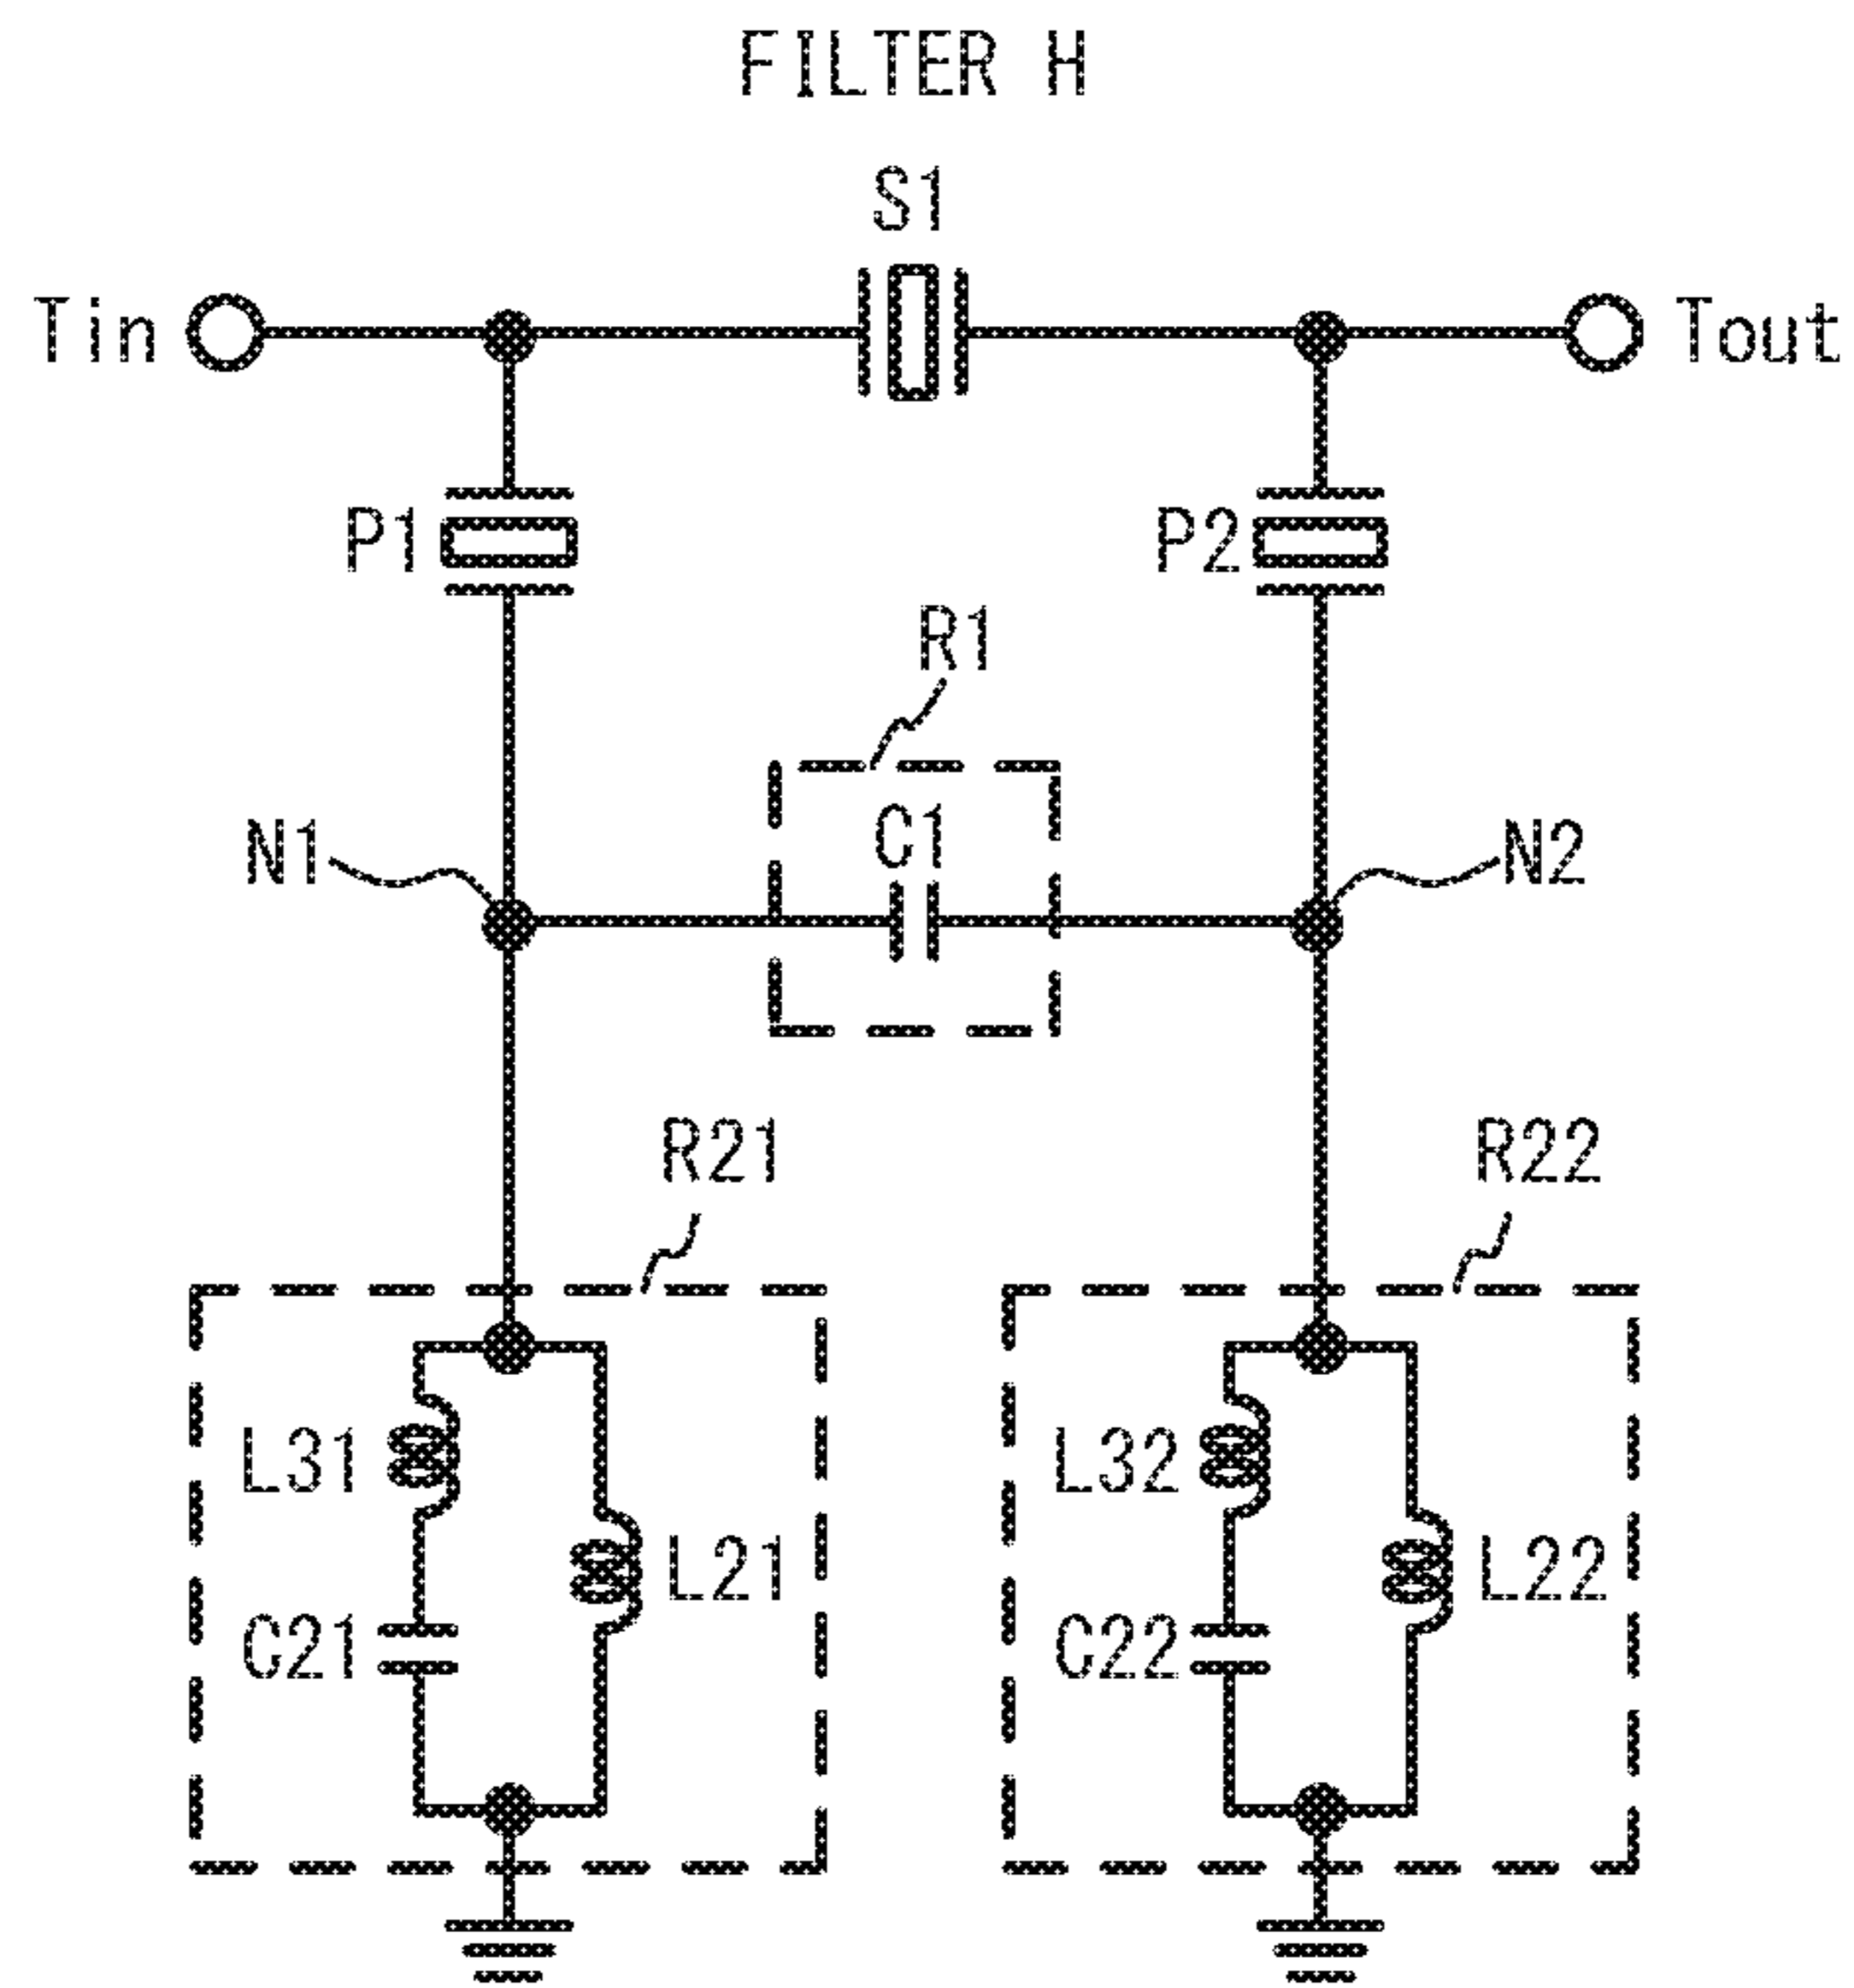 FILTER H
S1
Tin
Tout
P1
P2
R1
C1
N1
N2
R21
R22
L31
L21
C21
L32
L22
C22